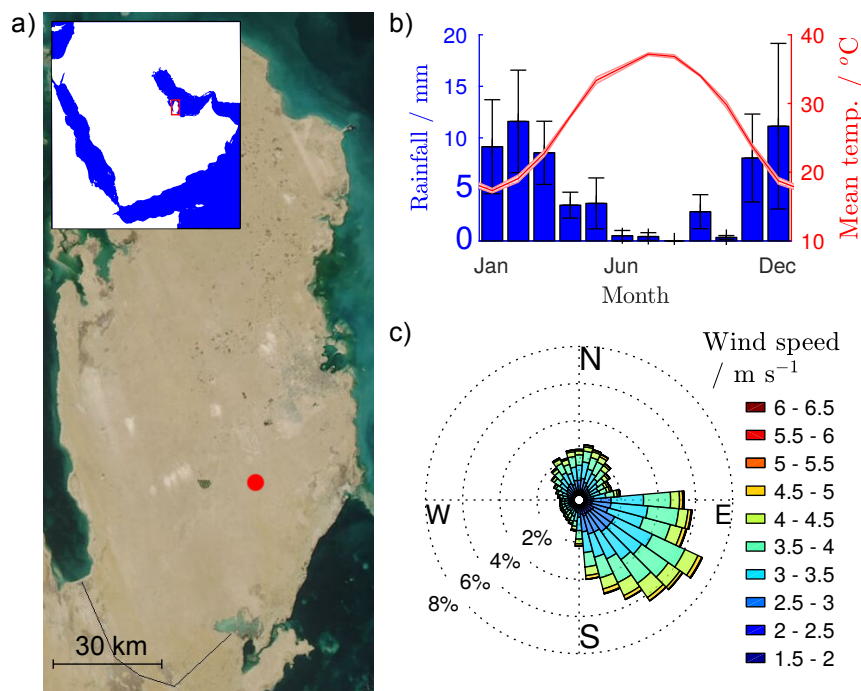 a)
30 km
b)
Rainfall / mm
20
15
10
5
0
Jan
Jun
Dec
Month
40
30
20
10
Mean temp. / °C
c)
N
E
S
W
2%
4%
6%
8%
Wind speed
/ m s⁻¹
6 - 6.5
5.5 - 6
5 - 5.5
4.5 - 5
4 - 4.5
3.5 - 4
3 - 3.5
2.5 - 3
2 - 2.5
1.5 - 2